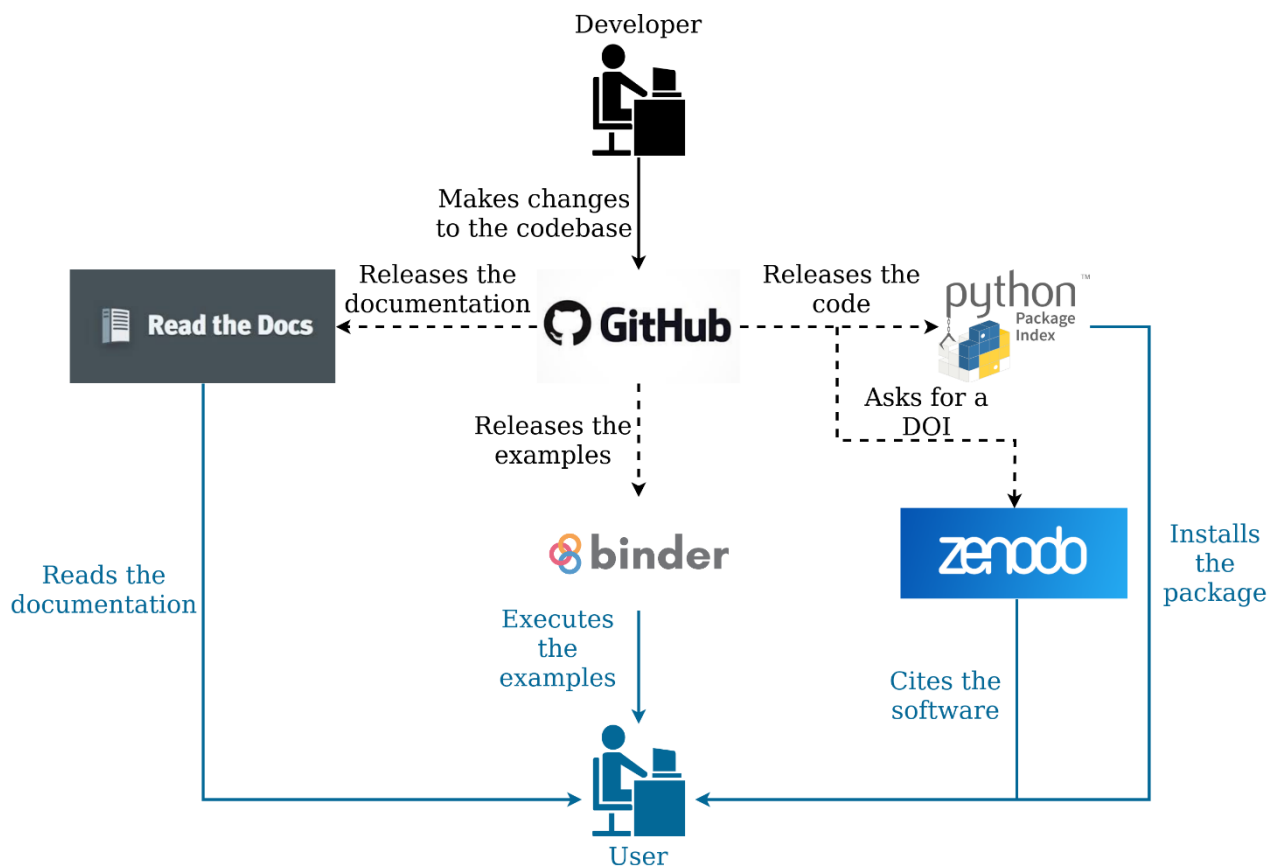 Developer
Makes changes
to the codebase
Releases the
documentation
Releases the
code
Read the Docs
GitHub
python™
Package
Index
Asks for a
DOI
Releases the
examples
binder
zenodo
Installs
the
package
Reads the
documentation
Executes
the
examples
Cites the
software
User